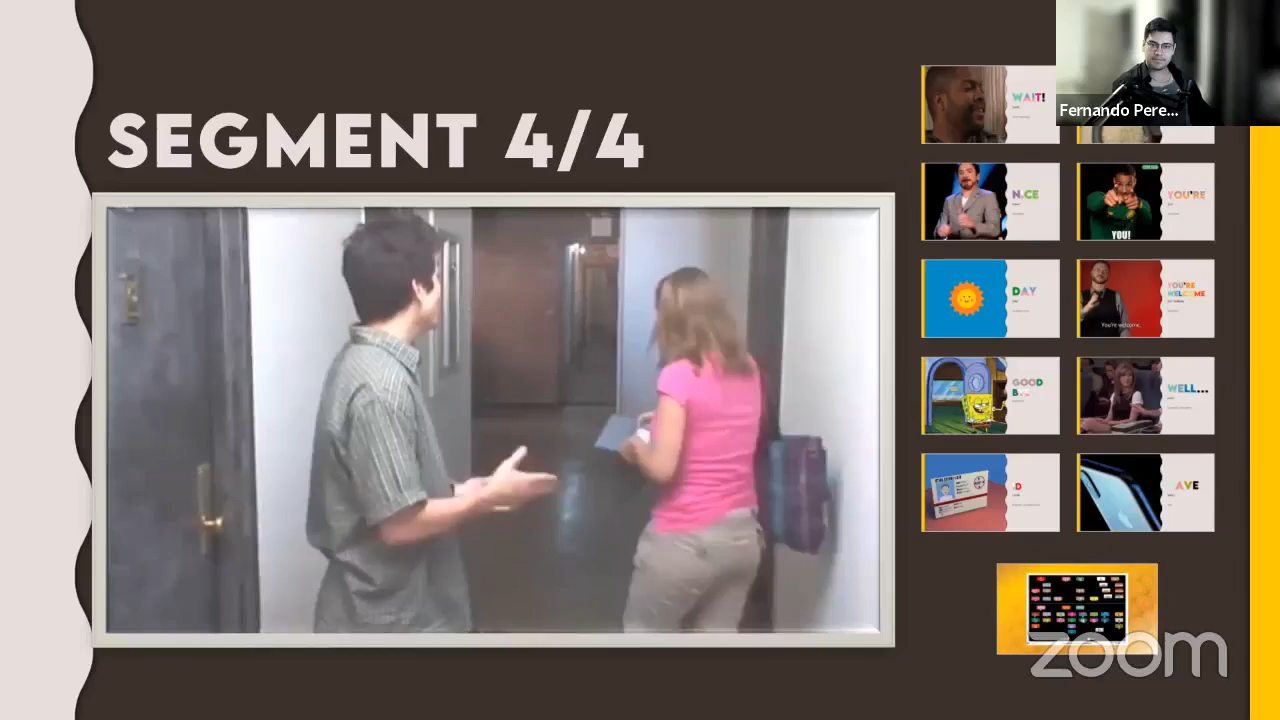 SEGMENT 4/4
WAIT!
Fernando Pere...
NICE
YOU'RE
YOU!
DAY
YOU'RE
WELCOME
You're welcome.
GOOD
WELL...
AVE
zoom